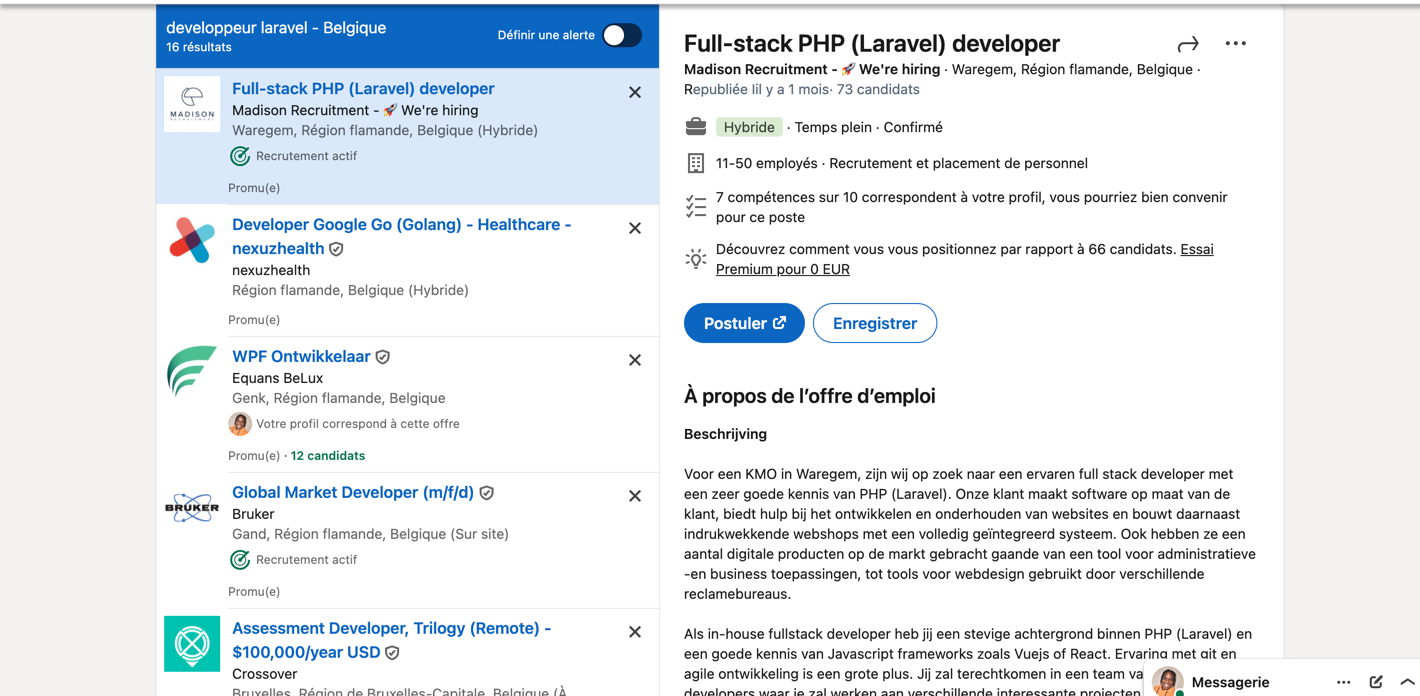 developpeur laravel - Belgique
16 résultats
Définir une alerte
MADISON
RECRUITMENT
Full-stack PHP (Laravel) developer
Madison Recruitment - 🚀 We're hiring
Waregem, Région flamande, Belgique (Hybride)
Recrutement actif
Promu(e)
Developer Google Go (Golang) - Healthcare -
nexuzhealth
nexuzhealth
Région flamande, Belgique (Hybride)
Promu(e)
WPF Ontwikkelaar
Equans BeLux
Genk, Région flamande, Belgique
Votre profil correspond à cette offre
Promu(e) · 12 candidats
BRUKER
Global Market Developer (m/f/d)
Bruker
Gand, Région flamande, Belgique (Sur site)
Recrutement actif
Promu(e)
Assessment Developer, Trilogy (Remote) -
$100,000/year USD
Crossover
Bruxelles, Région de Bruxelles-Capitale, Belgique (À
Full-stack PHP (Laravel) developer
Madison Recruitment - 🚀 We're hiring · Waregem, Région flamande, Belgique ·
Republiée lil y a 1 mois· 73 candidats
Hybride · Temps plein · Confirmé
11-50 employés · Recrutement et placement de personnel
7 compétences sur 10 correspondent à votre profil, vous pourriez bien convenir
pour ce poste
Découvrez comment vous vous positionnez par rapport à 66 candidats. Essai
Premium pour 0 EUR
Postuler
Enregistrer
À propos de l’offre d’emploi
Beschrijving
Voor een KMO in Waregem, zijn wij op zoek naar een ervaren full stack developer met
een zeer goede kennis van PHP (Laravel). Onze klant maakt software op maat van de
klant, biedt hulp bij het ontwikkelen en onderhouden van websites en bouwt daarnaast
indrukwekkende webshops met een volledig geïntegreerd systeem. Ook hebben ze een
aantal digitale producten op de markt gebracht gaande van een tool voor administratieve
-en business toepassingen, tot tools voor webdesign gebruikt door verschillende
reclamebureaus.
Als in-house fullstack developer heb jij een stevige achtergrond binnen PHP (Laravel) en
een goede kennis van Javascript frameworks zoals Vuejs of React. Ervaring met git en
agile ontwikkeling is een grote plus. Jij zal terechtkomen in een team va
developers waar je zal werken aan verschillende interessante projecten
Messagerie